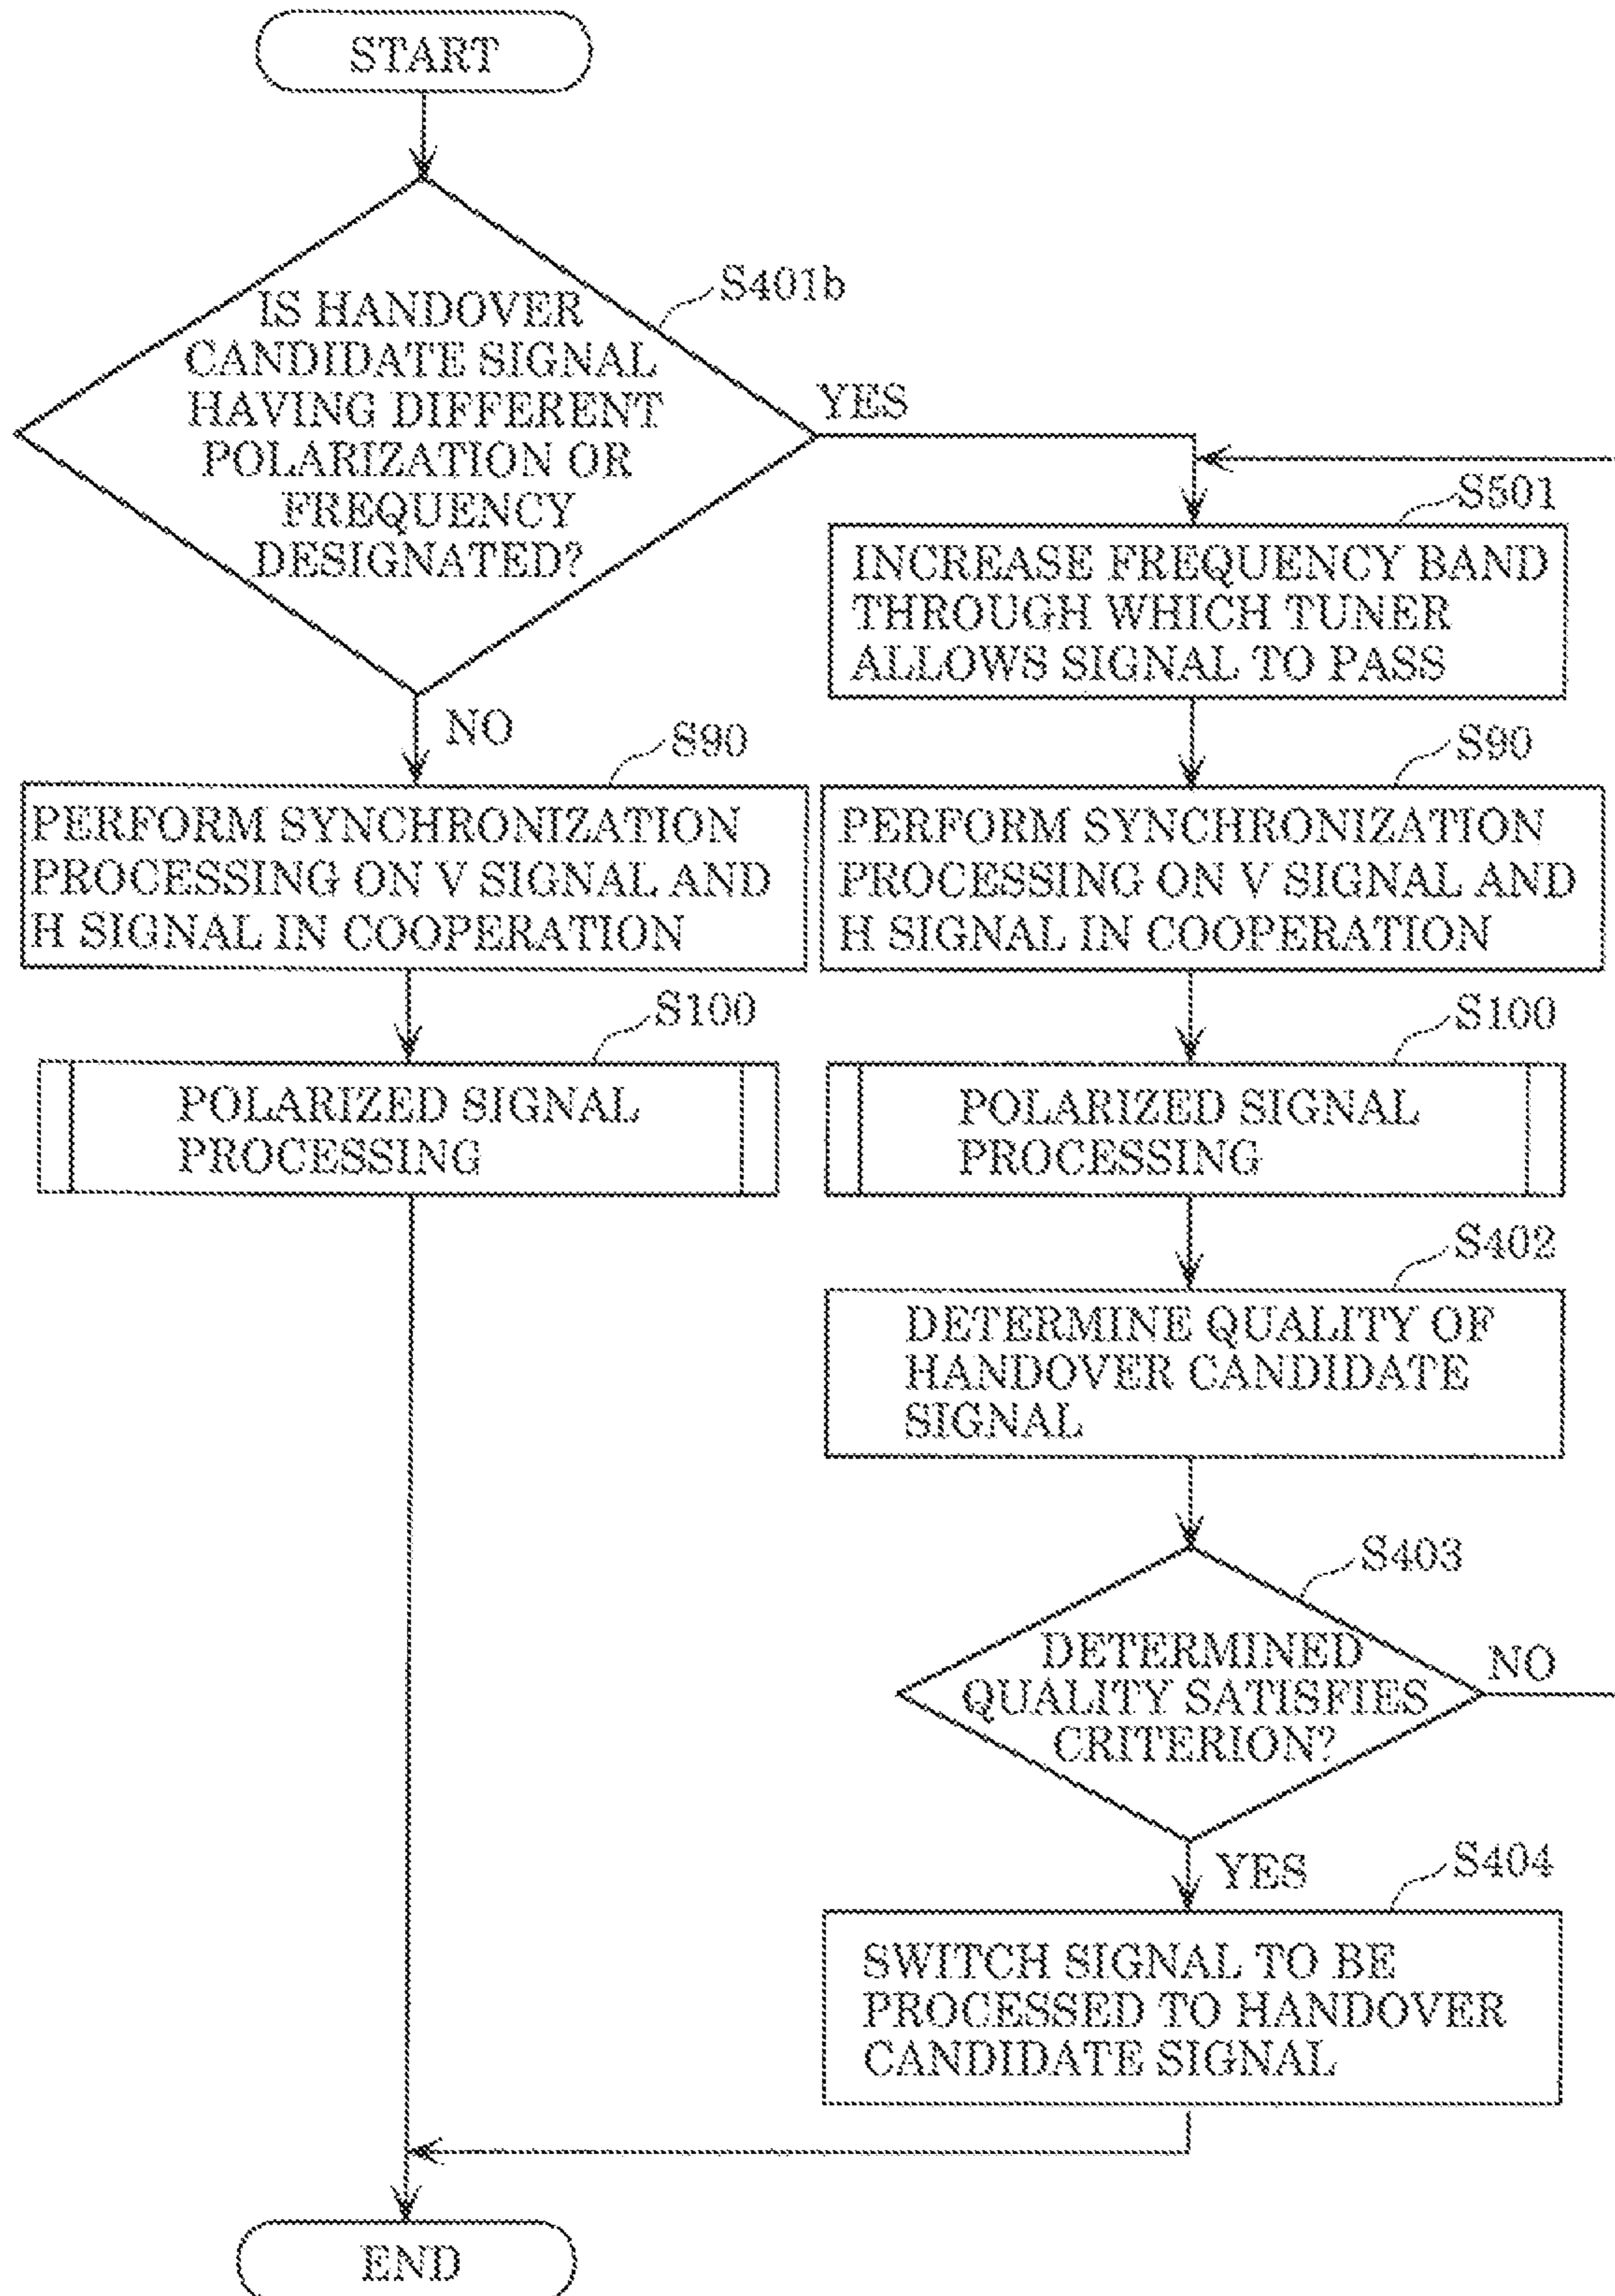 START
S401b
IS HANDOVER
CANDIDATE SIGNAL
HAVING DIFFERENT
POLARIZATION OR
FREQUENCY
DESIGNATED?
YES
NO
S501
INCREASE FREQUENCY BAND
THROUGH WHICH TUNER
ALLOWS SIGNAL TO PASS
S90
PERFORM SYNCHRONIZATION
PROCESSING ON V SIGNAL AND
H SIGNAL IN COOPERATION
S90
PERFORM SYNCHRONIZATION
PROCESSING ON V SIGNAL AND
H SIGNAL IN COOPERATION
S100
POLARIZED SIGNAL
PROCESSING
S100
POLARIZED SIGNAL
PROCESSING
S402
DETERMINE QUALITY OF
HANDOVER CANDIDATE
SIGNAL
S403
DETERMINED
QUALITY SATISFIES
CRITERION?
NO
YES
S404
SWITCH SIGNAL TO BE
PROCESSED TO HANDOVER
CANDIDATE SIGNAL
END